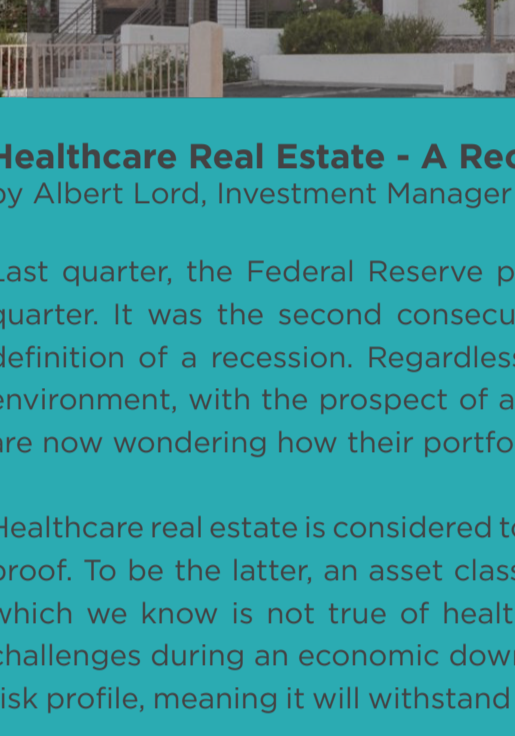 Healthcare Real Estate - A Rec
by Albert Lord, Investment Manager
Last quarter, the Federal Reserve p
quarter. It was the second consecu
definition of a recession. Regardless
environment, with the prospect of a
are now wondering how their portfo
Healthcare real estate is considered to
proof. To be the latter, an asset class
which we know is not true of healt
challenges during an economic down
risk profile, meaning it will withstand